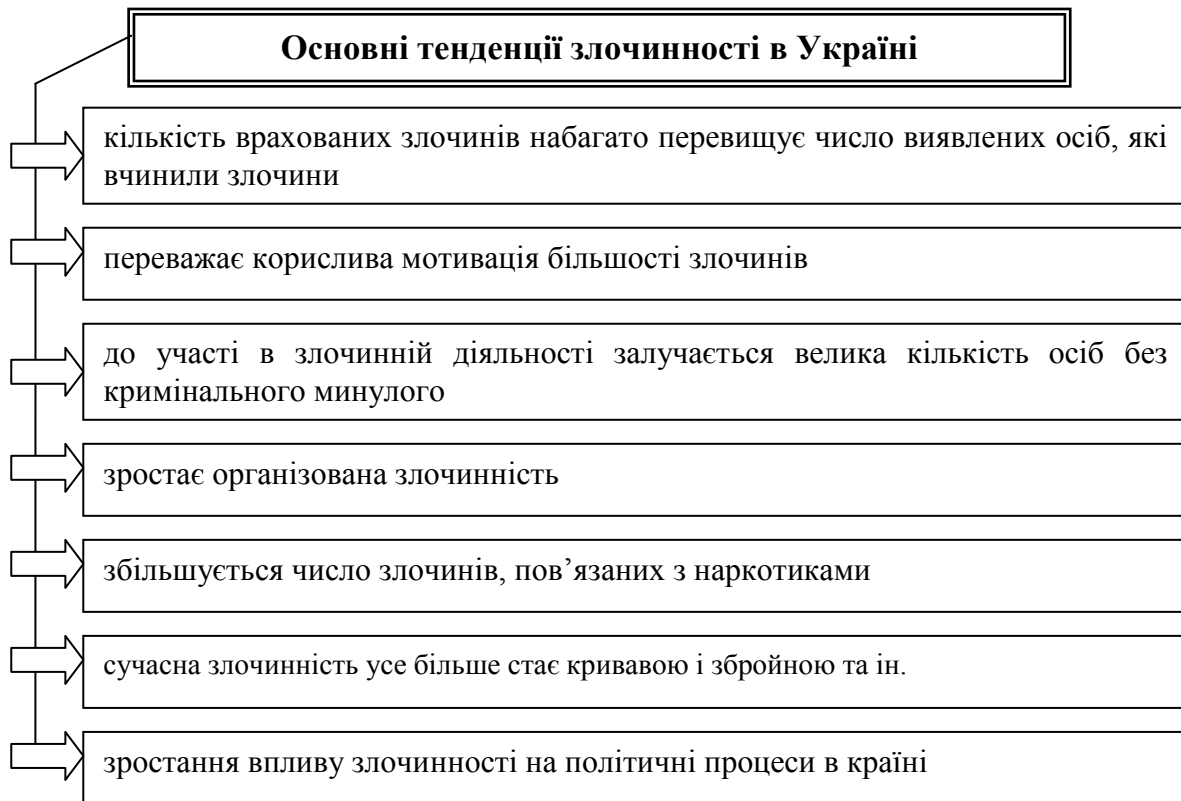 Основні тенденції злочинності в Україні
кількість врахованих злочинів набагато перевищує число виявлених осіб, які
вчинили злочини
переважає корислива мотивація більшості злочинів
до участі в злочинній діяльності залучається велика кількість осіб без
кримінального минулого
зростає організована злочинність
збільшується число злочинів, пов’язаних з наркотиками
сучасна злочинність усе більше стає кривавою і збройною та ін.
зростання впливу злочинності на політичні процеси в країні